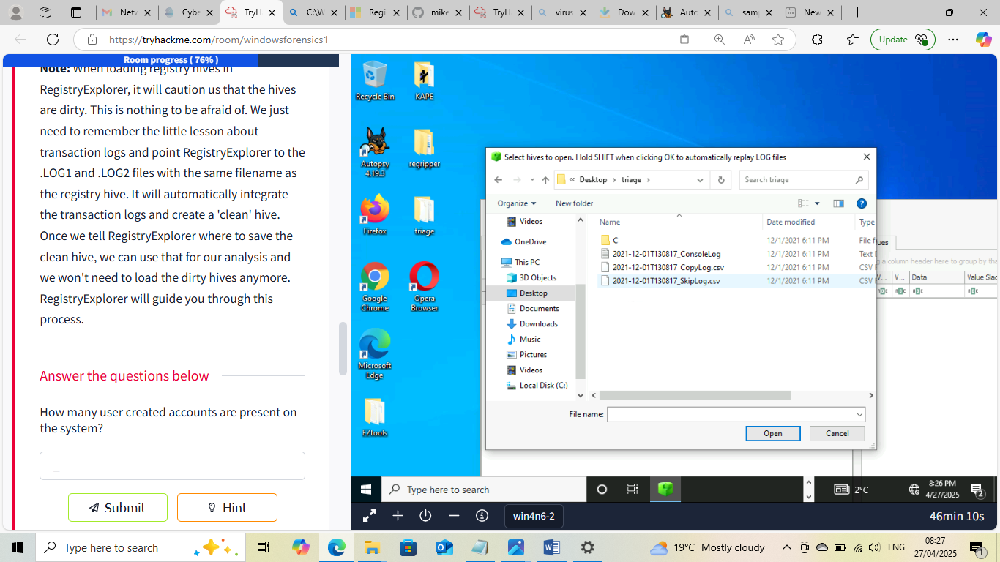 Netw
Cybe
TryH
C:\W
Regi
mike
TryH
virus
Dow
Auto
samp
New
https://tryhackme.com/room/windowsforensics1
Update
Room progress ( 76% )
Note: When loading registry hives in
RegistryExplorer, it will caution us that the hives
are dirty. This is nothing to be afraid of. We just
need to remember the little lesson about
transaction logs and point RegistryExplorer to the
.LOG1 and .LOG2 files with the same filename as
the registry hive. It will automatically integrate
the transaction logs and create a 'clean' hive.
Once we tell RegistryExplorer where to save the
clean hive, we can use that for our analysis and
we won't need to load the dirty hives anymore.
RegistryExplorer will guide you through this
process.
Answer the questions below
How many user created accounts are present on
the system?
_
Submit
Hint
Recycle Bin
KAPE
Autopsy
4.19.3
regripper
Firefox
triage
Google
Chrome
Opera
Browser
Microsoft
Edge
EZtools
Select hives to open. Hold SHIFT when clicking OK to automatically replay LOG files
« Desktop › triage ›
Search triage
Organize
New folder
Videos
OneDrive
This PC
3D Objects
Desktop
Documents
Downloads
Music
Pictures
Videos
Local Disk (C:)
Name Date modified Type
C 12/1/2021 6:11 PM File f
2021-12-01T130817_ConsoleLog 12/1/2021 6:11 PM Text D
2021-12-01T130817_CopyLog.csv 12/1/2021 6:11 PM CSV F
2021-12-01T130817_SkipLog.csv 12/1/2021 6:11 PM CSV F
File name:
Open
Cancel
ues
g a column header here to group by tha
V... V... Data Value Slac
Type here to search
2°C
8:26 PM
4/27/2025
2
win4n6-2
46min 10s
Type here to search
19°C Mostly cloudy
ENG
08:27
27/04/2025
1